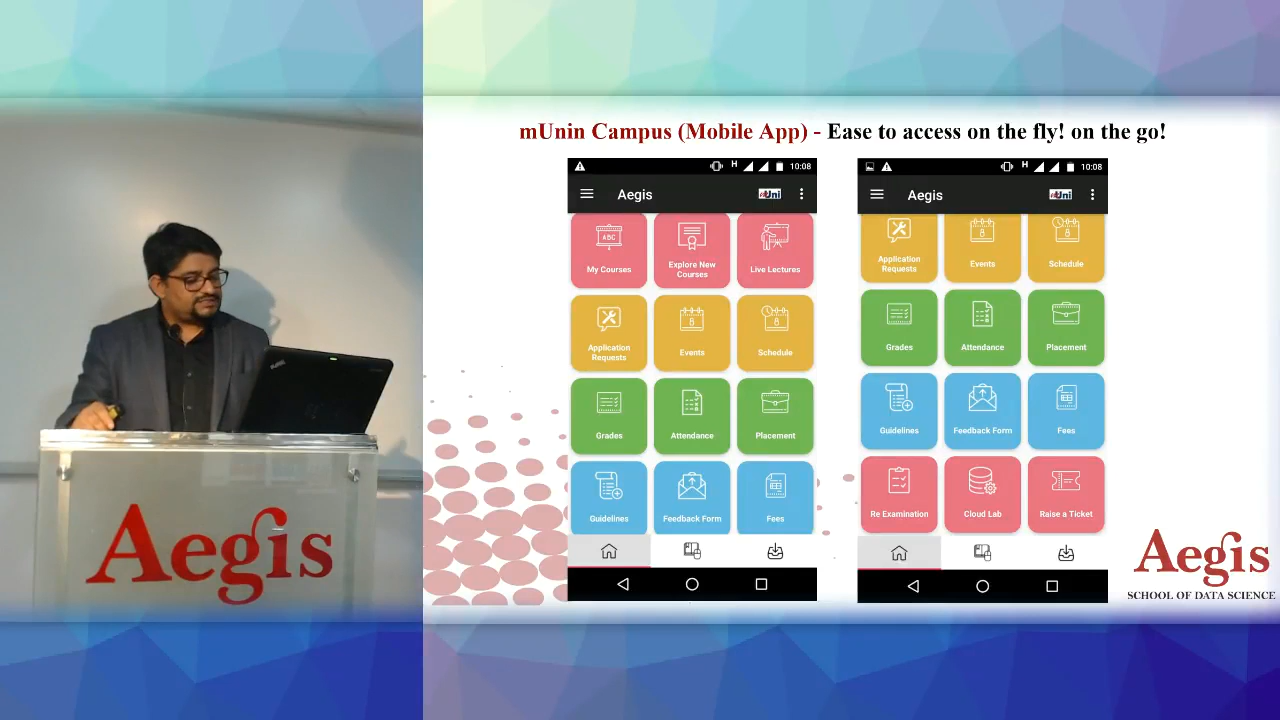 mUnin Campus (Mobile App) - Ease to access on the fly! on the go!
H 10:08
Aegis
My Courses
Explore New
Courses
Live Lectures
Application
Requests
Events
Schedule
Grades
Attendance
Placement
Guidelines
Feedback Form
Fees
H 10:08
Aegis
Application
Requests
Events
Schedule
Grades
Attendance
Placement
Guidelines
Feedback Form
Fees
Re Examination
Cloud Lab
Raise a Ticket
Aegis
SCHOOL OF DATA SCIENCE
Aegis